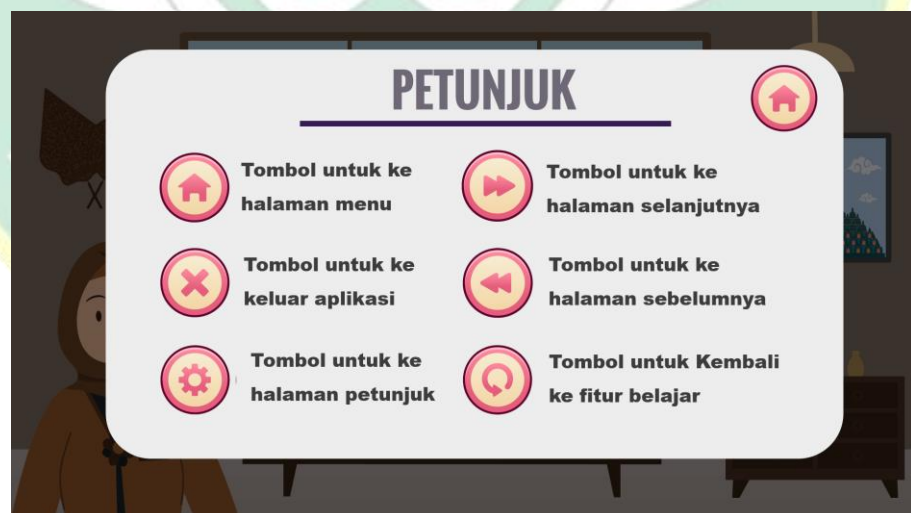 PETUNJUK
Tombol untuk ke
halaman menu
Tombol untuk ke
halaman selanjutnya
Tombol untuk ke
keluar aplikasi
Tombol untuk ke
halaman sebelumnya
Tombol untuk ke
halaman petunjuk
Tombol untuk Kembali
ke fitur belajar